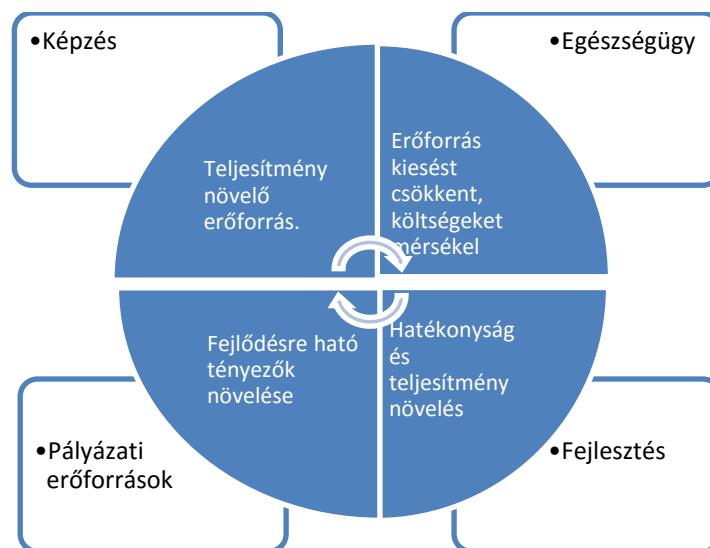 •Képzés
•Egészségügy
Teljesítmény
növelő
erőforrás.
Erőforrás
kiesést
csökkent,
költségeket
mérsékel
Fejlődésre ható
tényezők
növelése
Hatékonyság
és
teljesítmény
növelés
•Pályázati
erőforrások
•Fejlesztés